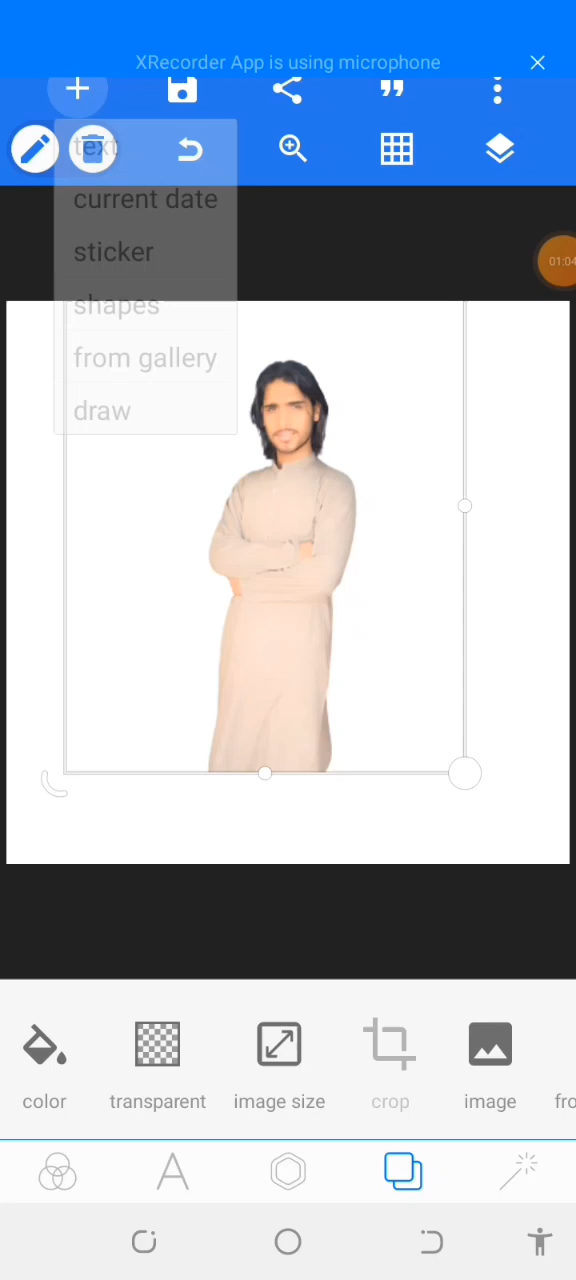 XRecorder App is using microphone
text
current date
01:04
sticker
shapes
from gallery
draw
color
transparent
image size
crop
image
fro